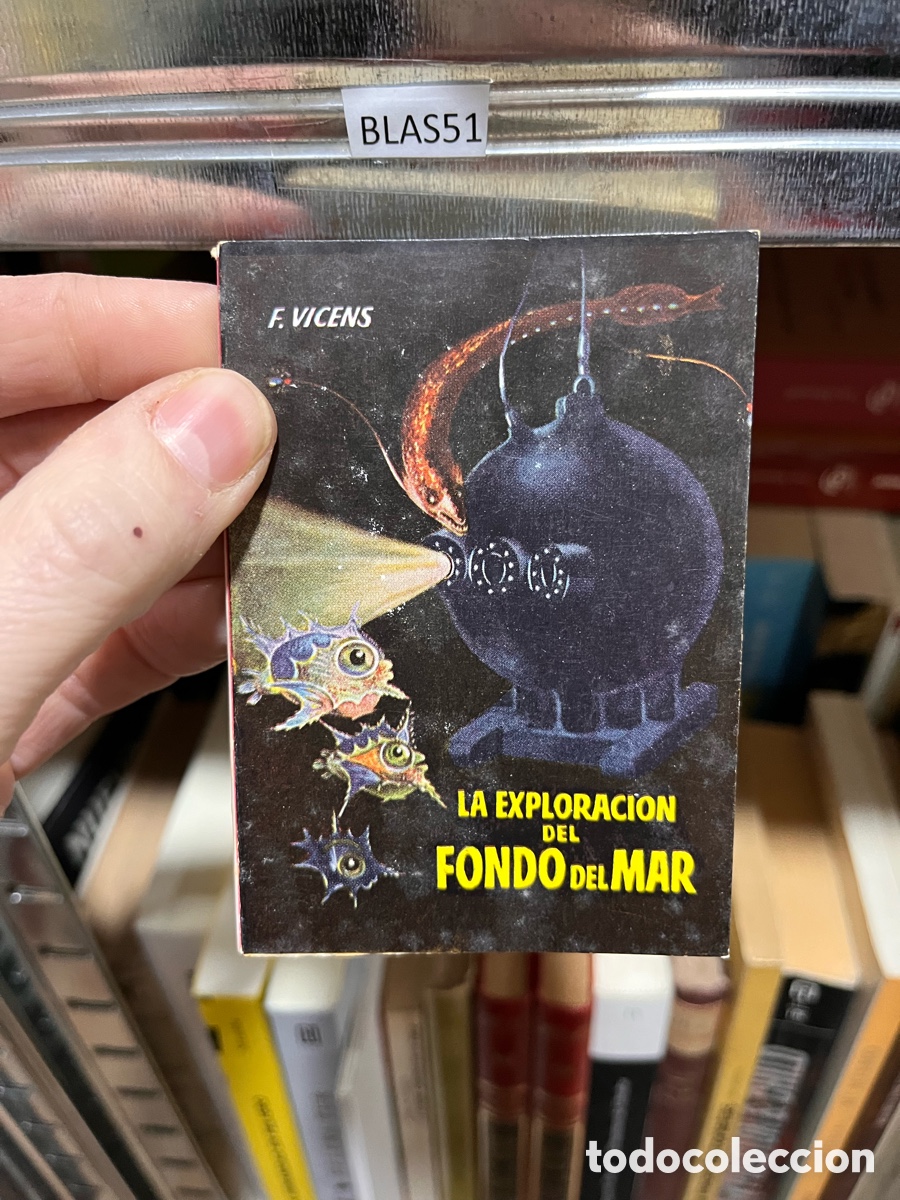 BLAS51
F. VICENS
LA EXPLORACION
DEL
FONDO DEL MAR
todocoleccion